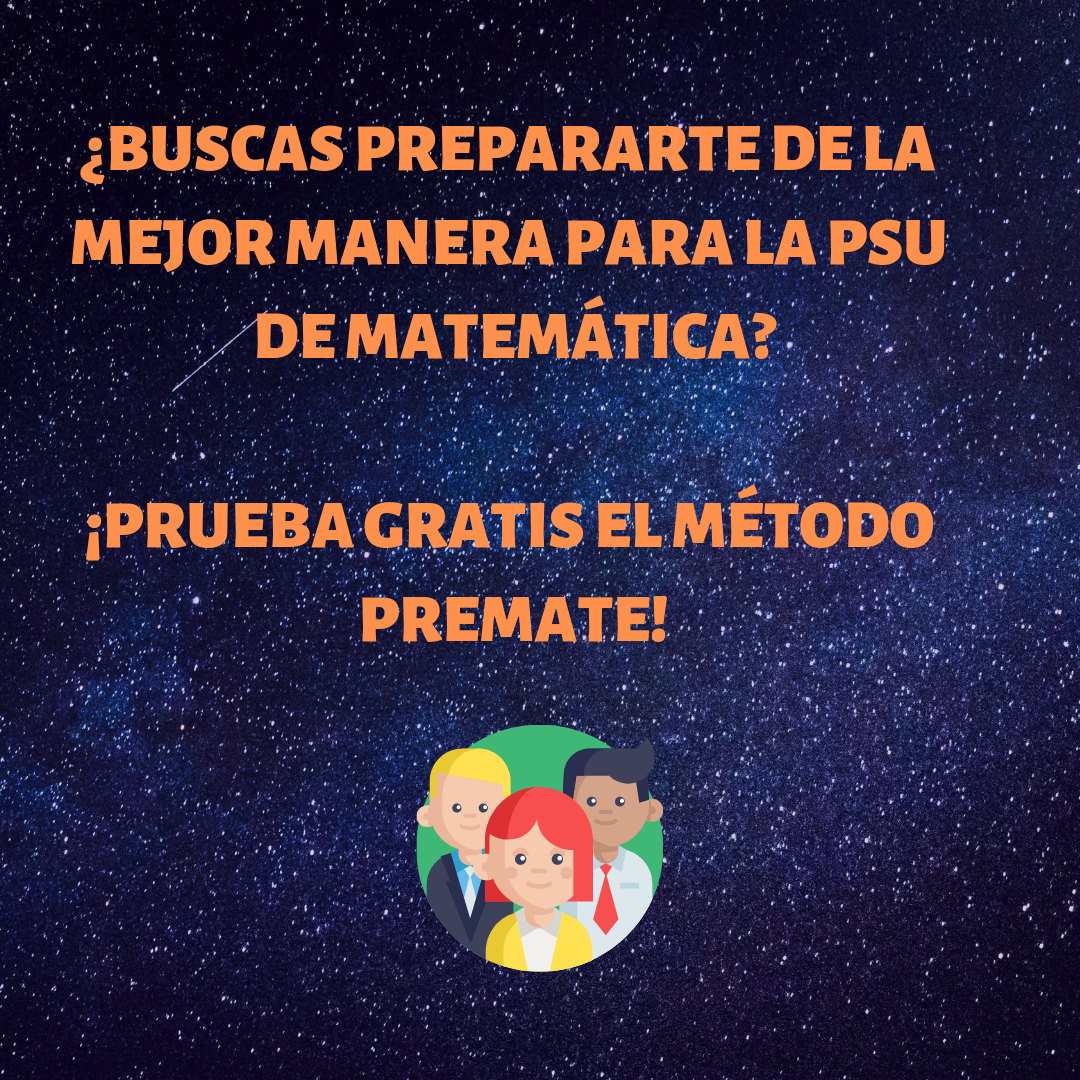 ¿BUSCAS PREPARARTE DE LA
MEJOR MANERA PARA LA PSU
DE MATEMÁTICA?
¡PRUEBA GRATIS EL MÉTODO
PREMATE!